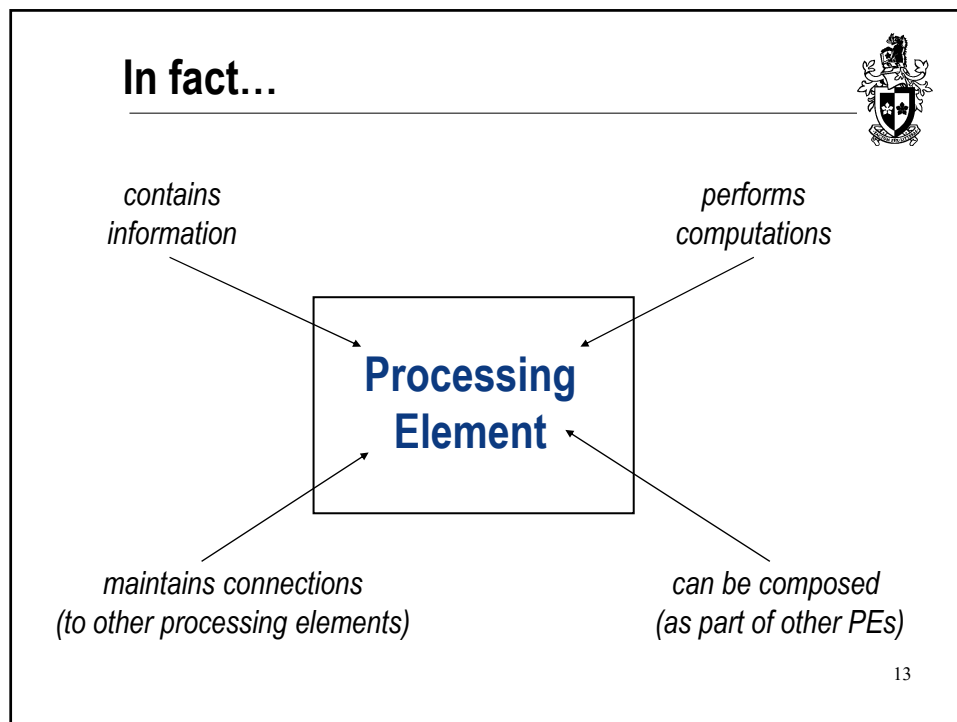 In fact…
contains
information
performs
computations
Processing
Element
maintains connections
(to other processing elements)
can be composed
(as part of other PEs)
13